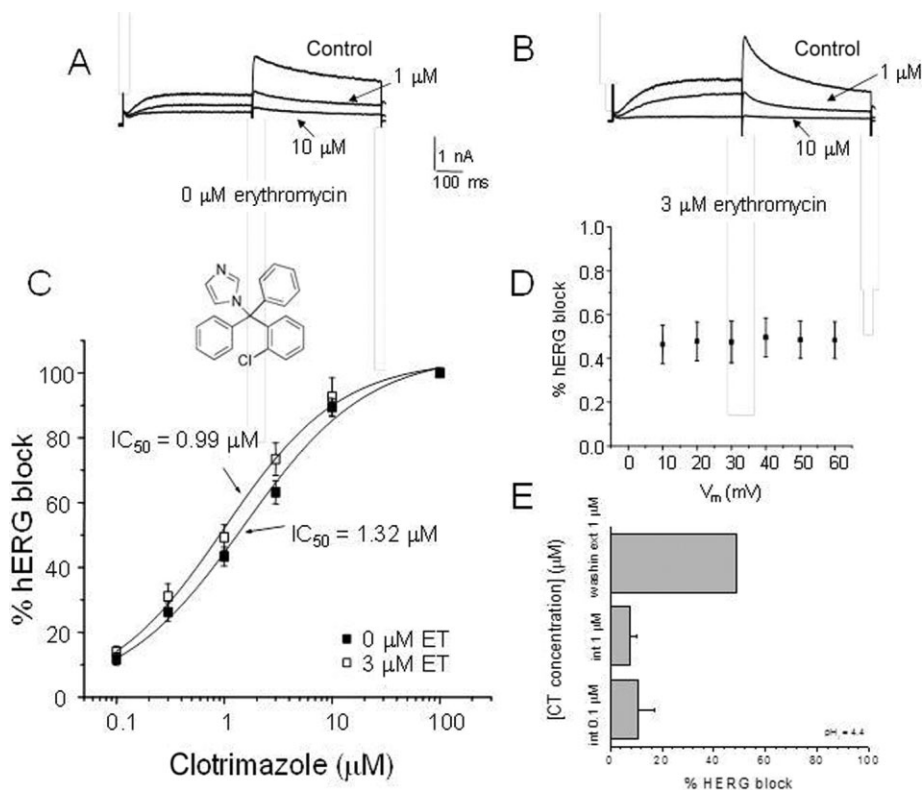 A
Control
1 μM
10 μM
1 nA
100 ms
0 μM erythromycin
B
Control
1 μM
10 μM
3 μM erythromycin
C
N
N
Cl
% hERG block
100
80
60
40
20
0
IC50 = 0.99 μM
IC50 = 1.32 μM
0 μM ET
3 μM ET
0.1 1 10 100
Clotrimazole (μM)
D
% hERG block
1.0
0.8
0.6
0.4
0.2
0.0
0 10 20 30 40 50 60
Vm (mV)
E
[CT concentration] (μM)
washin ext 1 μM
int 1 μM
int 0.1 μM
pHi = 4.4
0 20 40 60 80 100
% HERG block